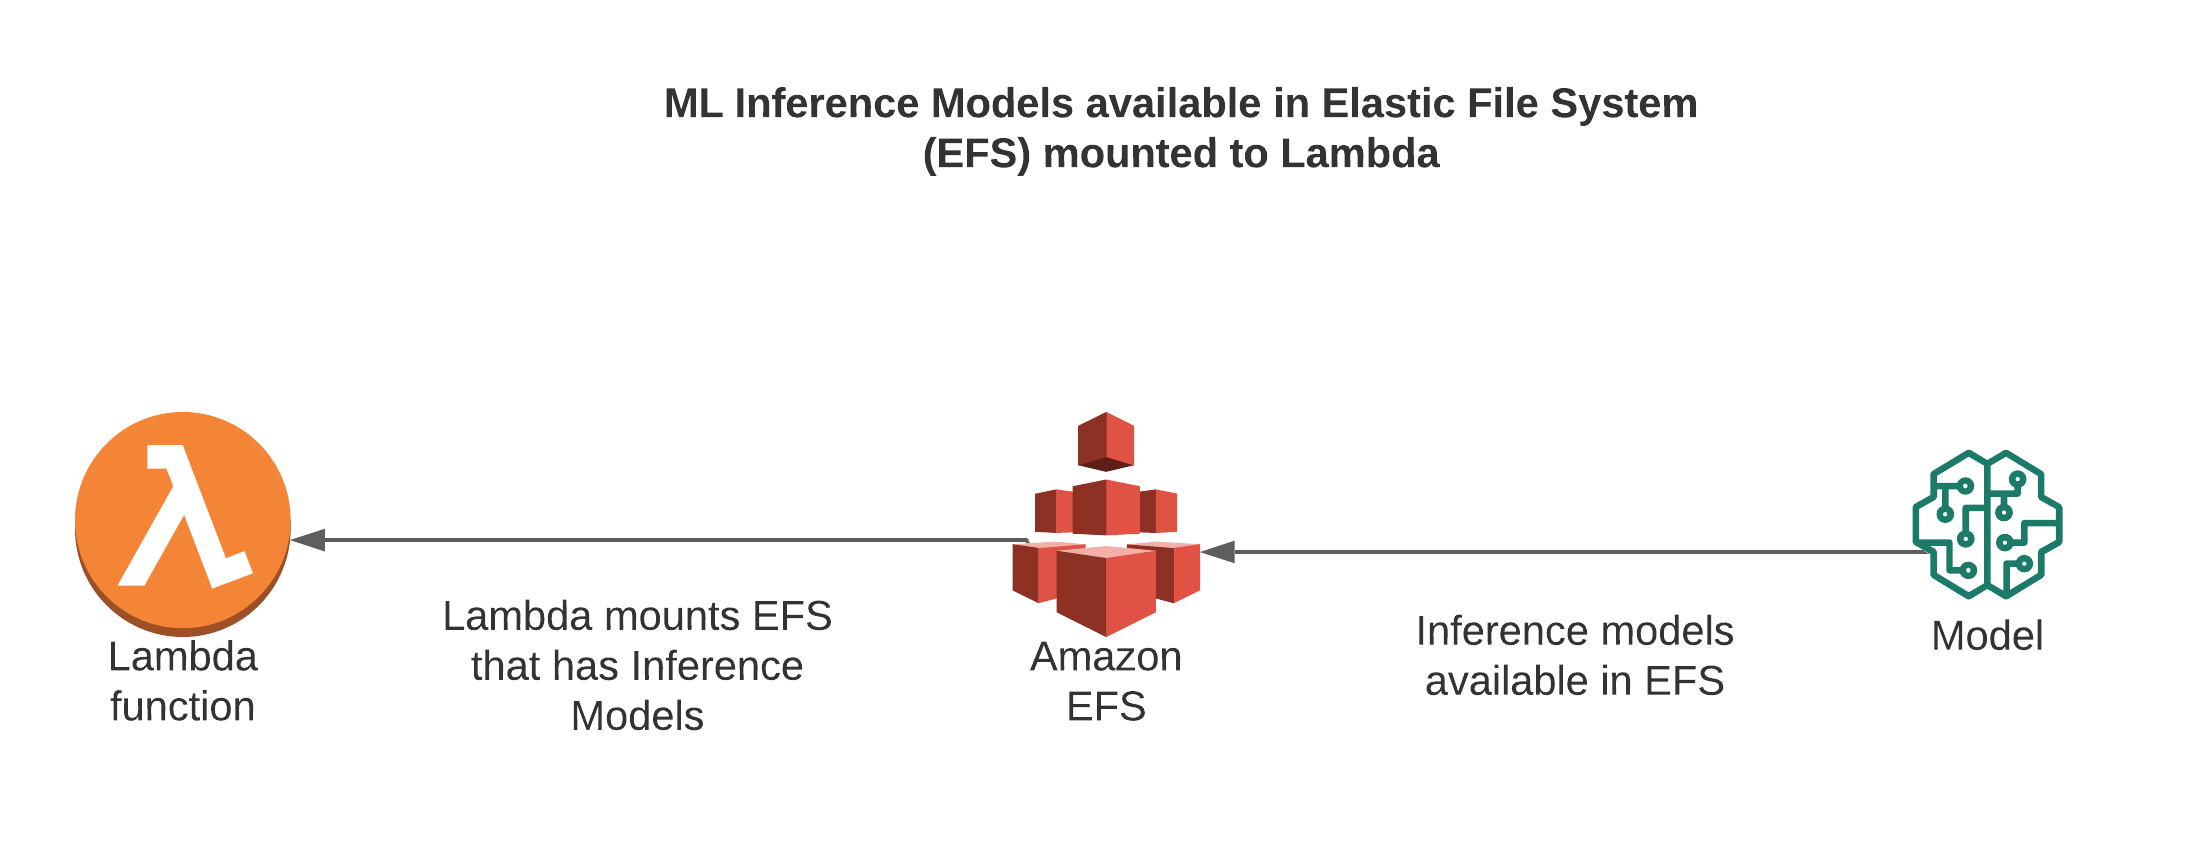 ML Inference Models available in Elastic File System
(EFS) mounted to Lambda
Lambda
function
Lambda mounts EFS
that has Inference
Models
Amazon
EFS
Inference models
available in EFS
Model